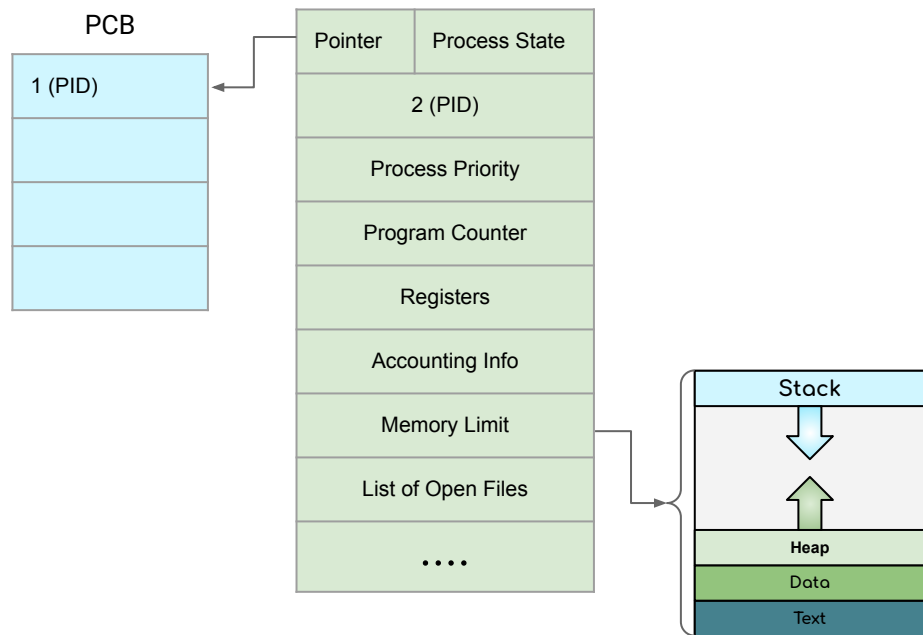 PCB
1 (PID)
Pointer
Process State
2 (PID)
Process Priority
Program Counter
Registers
Accounting Info
Memory Limit
List of Open Files
....
Stack
Heap
Data
Text